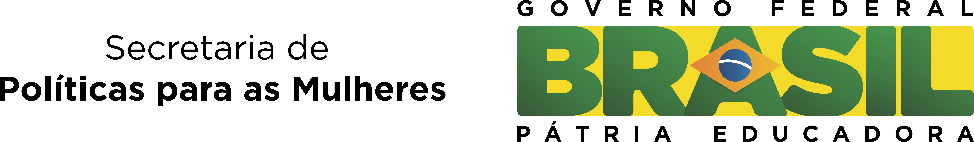 Secretaria de
Políticas para as Mulheres
GOVERNO FEDERAL
BRASIL
PÁTRIA EDUCADORA